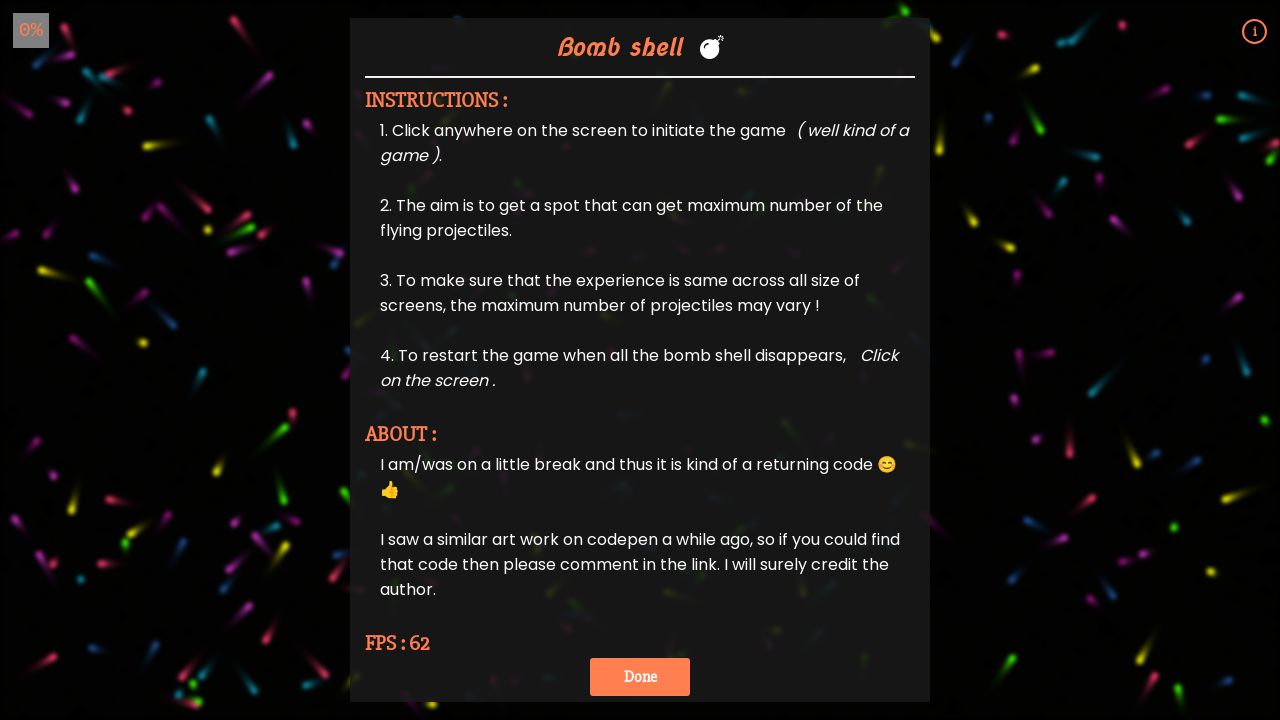 0%
i
Bomb shell 💣
INSTRUCTIONS :
1. Click anywhere on the screen to initiate the game ( well kind of a
game ).
2. The aim is to get a spot that can get maximum number of the
flying projectiles.
3. To make sure that the experience is same across all size of
screens, the maximum number of projectiles may vary !
4. To restart the game when all the bomb shell disappears, Click
on the screen .
ABOUT :
I am/was on a little break and thus it is kind of a returning code 😊
👍
I saw a similar art work on codepen a while ago, so if you could find
that code then please comment in the link. I will surely credit the
author.
FPS : 62
Done